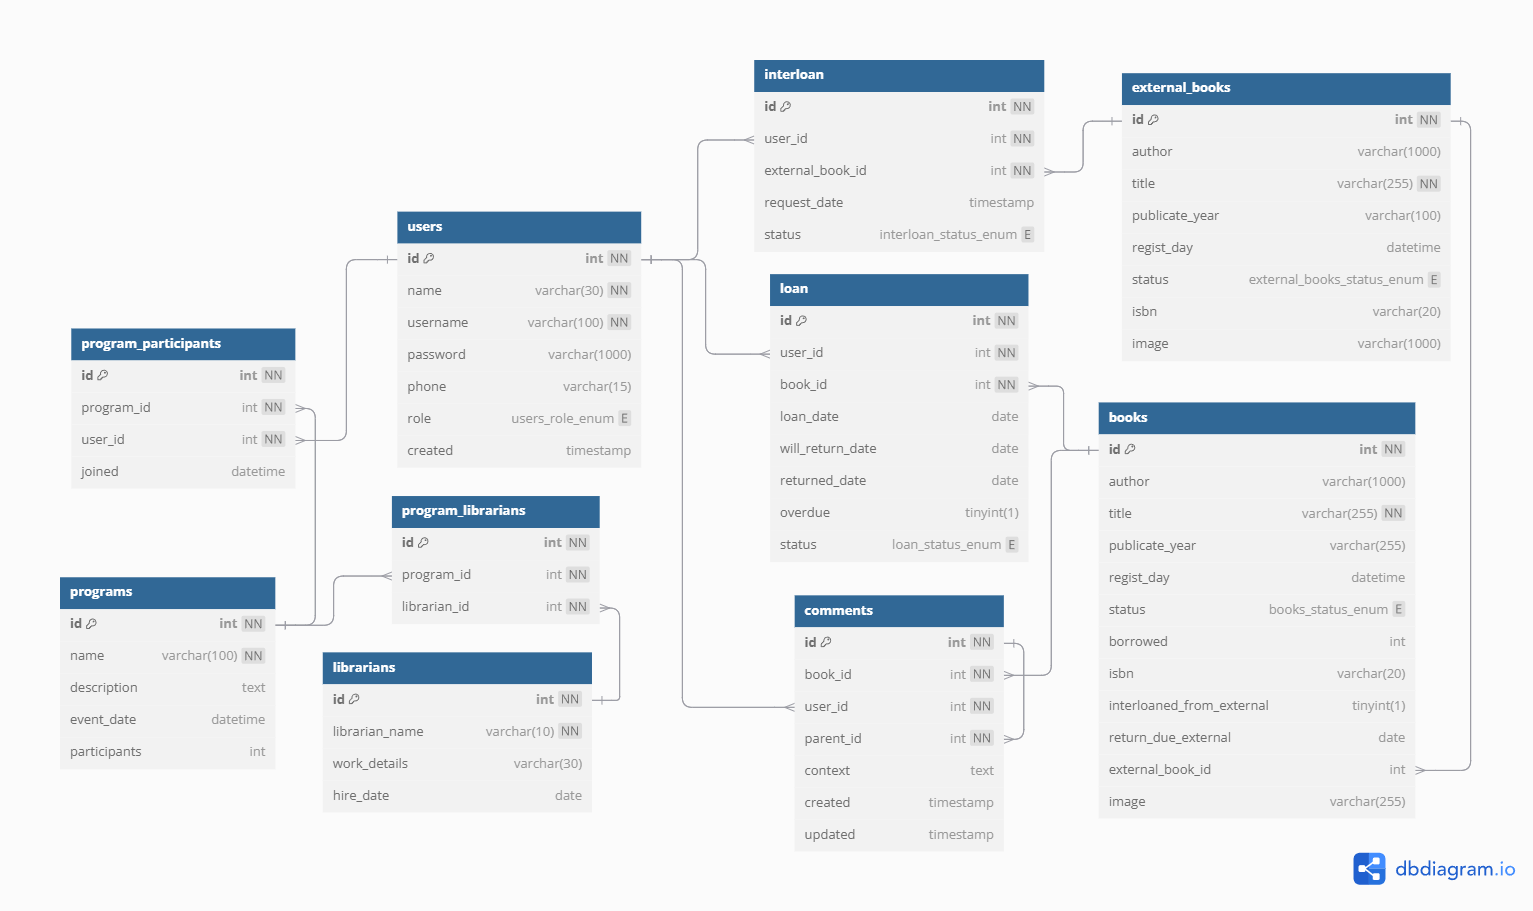 interloan
id int NN
user_id int NN
external_book_id int NN
request_date timestamp
status interloan_status_enum E
external_books
id int NN
author varchar(1000)
title varchar(255) NN
publicate_year varchar(100)
regist_day datetime
status external_books_status_enum E
isbn varchar(20)
image varchar(1000)
users
id int NN
name varchar(30) NN
username varchar(100) NN
password varchar(1000)
phone varchar(15)
role users_role_enum E
created timestamp
loan
id int NN
user_id int NN
book_id int NN
loan_date date
will_return_date date
returned_date date
overdue tinyint(1)
status loan_status_enum E
program_participants
id int NN
program_id int NN
user_id int NN
joined datetime
books
id int NN
author varchar(1000)
title varchar(255) NN
publicate_year varchar(255)
regist_day datetime
status books_status_enum E
borrowed int
isbn varchar(20)
interloaned_from_external tinyint(1)
return_due_external date
external_book_id int
image varchar(255)
program_librarians
id int NN
program_id int NN
librarian_id int NN
programs
id int NN
name varchar(100) NN
description text
event_date datetime
participants int
librarians
id int NN
librarian_name varchar(10) NN
work_details varchar(30)
hire_date date
comments
id int NN
book_id int NN
user_id int NN
parent_id int NN
context text
created timestamp
updated timestamp
dbdiagram.io